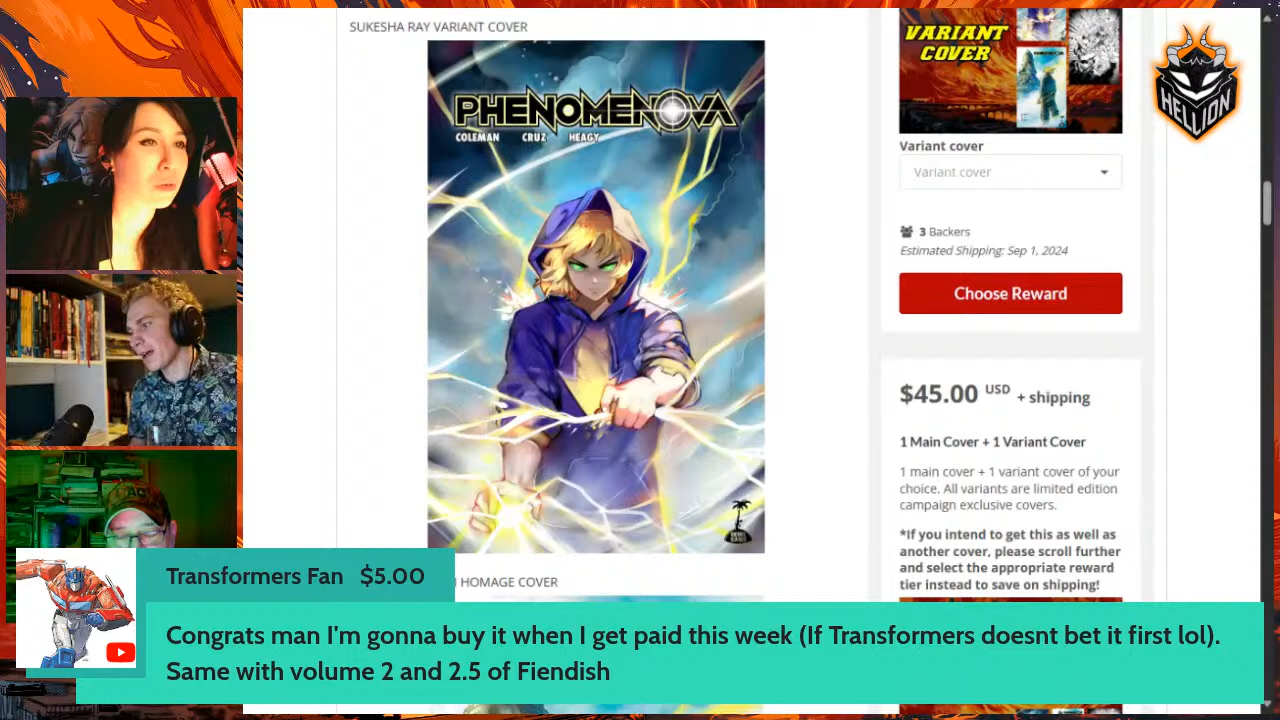 SUKESHA RAY VARIANT COVER
PHENOMENOVA
COLEMAN CRUZ HEAGY
VARIANT
COVER
Variant cover
Variant cover
3 Backers
Estimated Shipping: Sep 1, 2024
Choose Reward
HELLION
$45.00 USD + shipping
1 Main Cover + 1 Variant Cover
1 main cover + 1 variant cover of your
choice. All variants are limited edition
campaign exclusive covers.
*If you intend to get this as well as
another cover, please scroll further
and select the appropriate reward
tier instead to save on shipping!
HOMAGE COVER
Transformers Fan $5.00
Congrats man I'm gonna buy it when I get paid this week (If Transformers doesnt bet it first lol).
Same with volume 2 and 2.5 of Fiendish